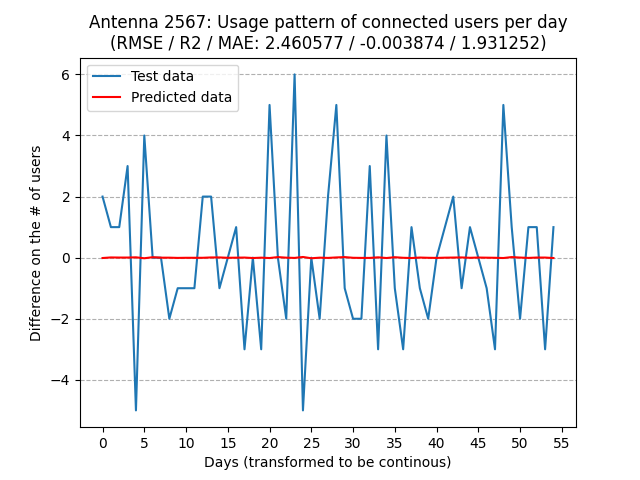 Antenna 2567: Usage pattern of connected users per day
(RMSE / R2 / MAE: 2.460577 / -0.003874 / 1.931252)
Test data
Predicted data
Difference on the # of users
6
4
2
0
−2
−4
0 5 10 15 20 25 30 35 40 45 50 55
Days (transformed to be continous)